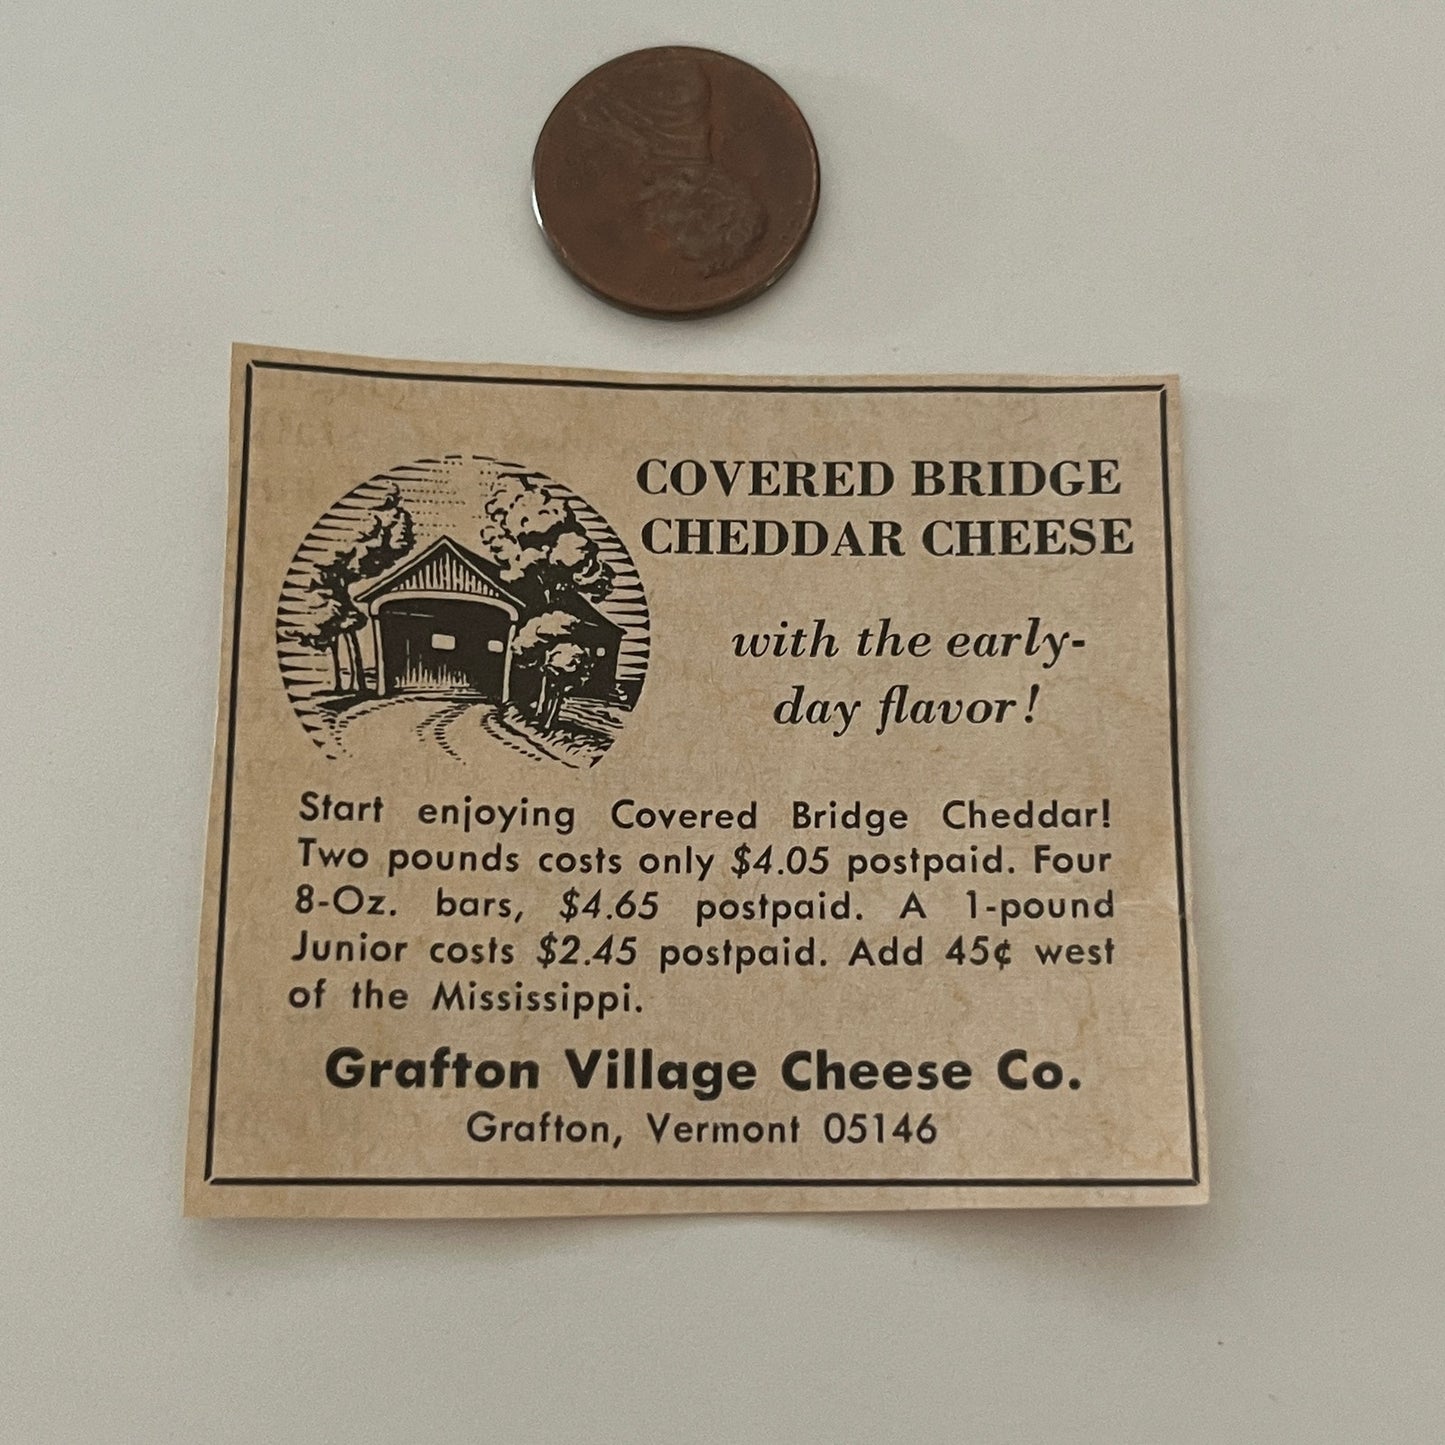 COVERED BRIDGE
CHEDDAR CHEESE
with the early-
day flavor!
Start enjoying Covered Bridge Cheddar!
Two pounds costs only $4.05 postpaid. Four
8-Oz. bars, $4.65 postpaid. A 1-pound
Junior costs $2.45 postpaid. Add 45¢ west
of the Mississippi.
Grafton Village Cheese Co.
Grafton, Vermont 05146